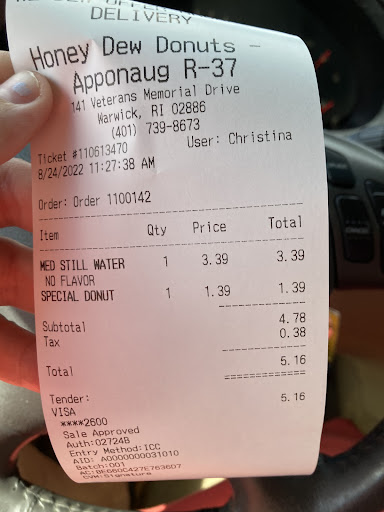 DELIVERY
Honey Dew Donuts -
Apponaug R-37
141 Veterans Memorial Drive
Warwick, RI 02886
(401) 739-8673
Ticket #110613470 User: Christina
8/24/2022 11:27:38 AM
Order: Order 1100142
Item Qty Price Total
MED STILL WATER 1 3.39 3.39
NO FLAVOR
SPECIAL DONUT 1 1.39 1.39
Subtotal 4.78
Tax 0.38
Total 5.16
Tender: 5.16
VISA
****2600
Sale Approved
Auth:02724B
Entry Method:ICC
AID: A0000000031010
Batch:001
AC:BE660C427E7636D7
CVM:Signature